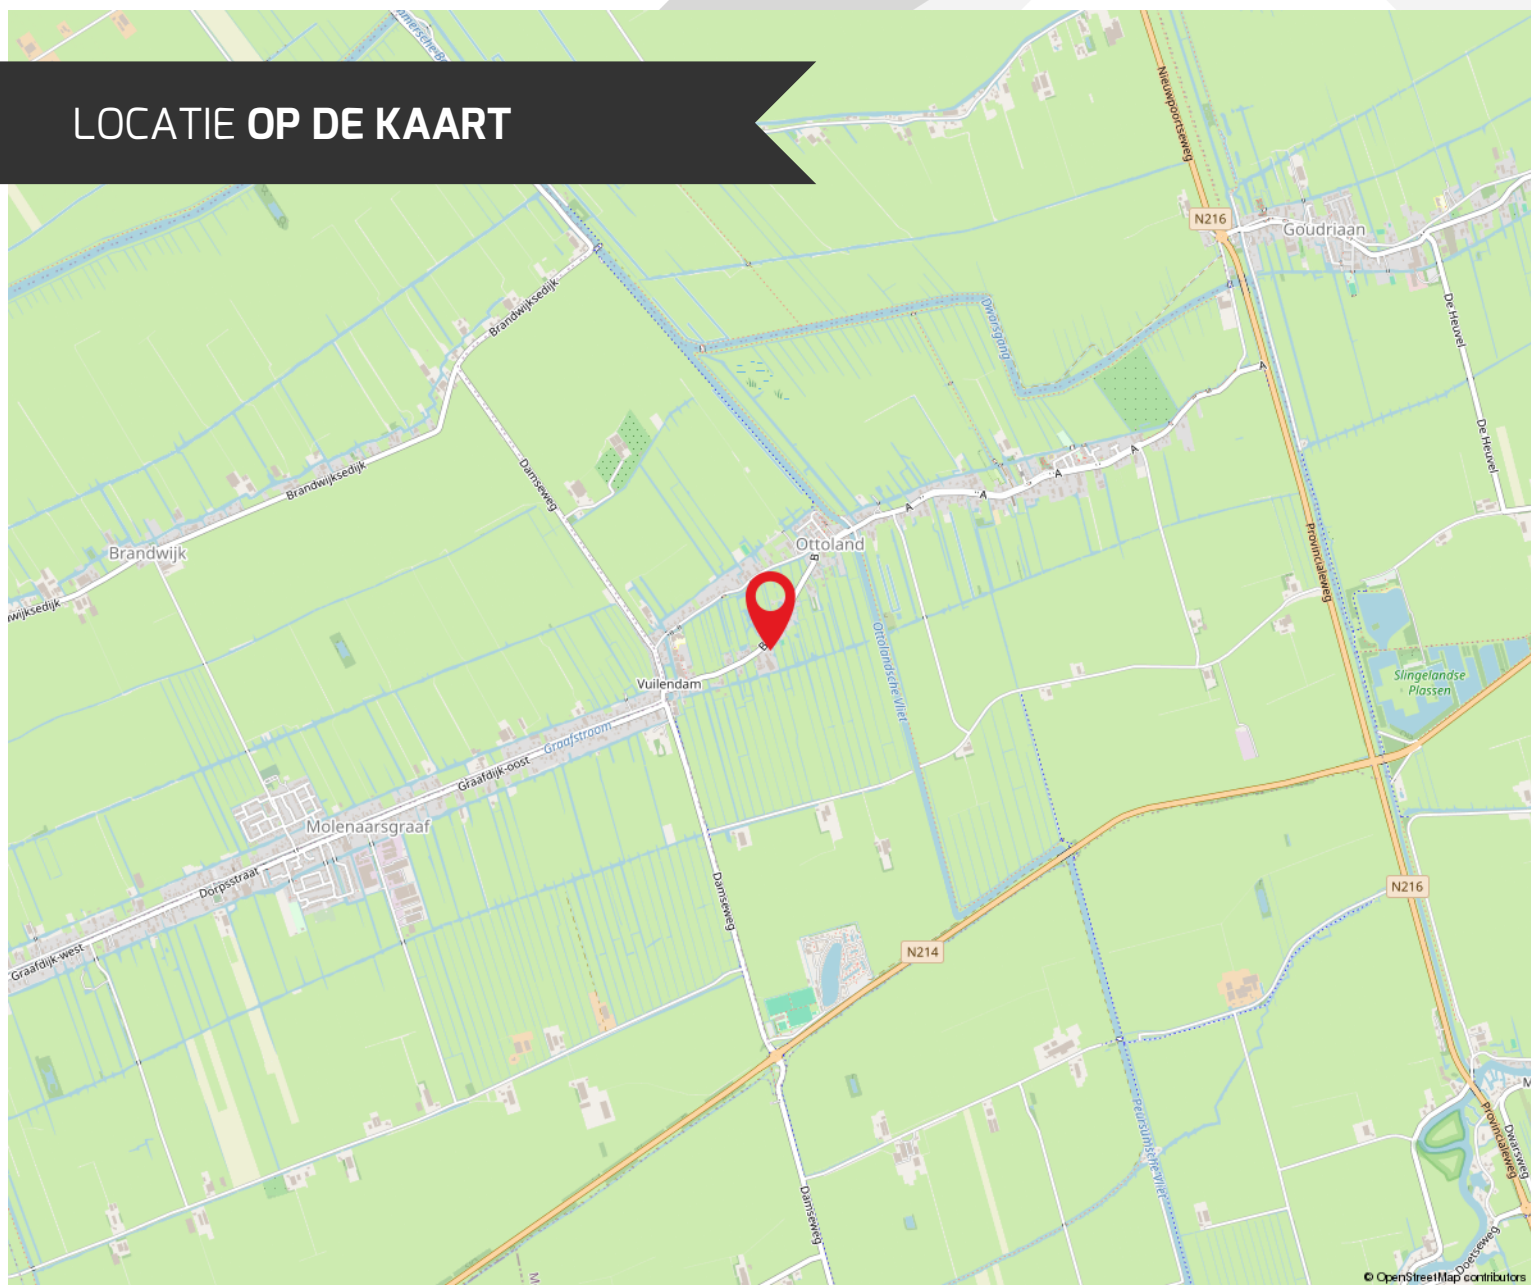 LOCATIE OP DE KAART
Nieuwpoortseweg
N216
Goudriaan
De Heuvel
Brandwijksedijk
Dwarsgang
De Heuvel
Brandwijksedijk
Damseweg
A
A
A
A
A
Brandwijk
Ottoland
B
Provincialeweg
B
Ottolandsche Vliet
Vuilendam
Slingelandse
Plassen
Graafstroom
Graafdijk-oost
Molenaarsgraaf
Dorpsstraat
Damseweg
N216
Graafdijk-west
N214
Peursumsche Vliet
Provincialeweg
Dwarsweg
Damseweg
Doetseweg
© OpenStreetMap contributors